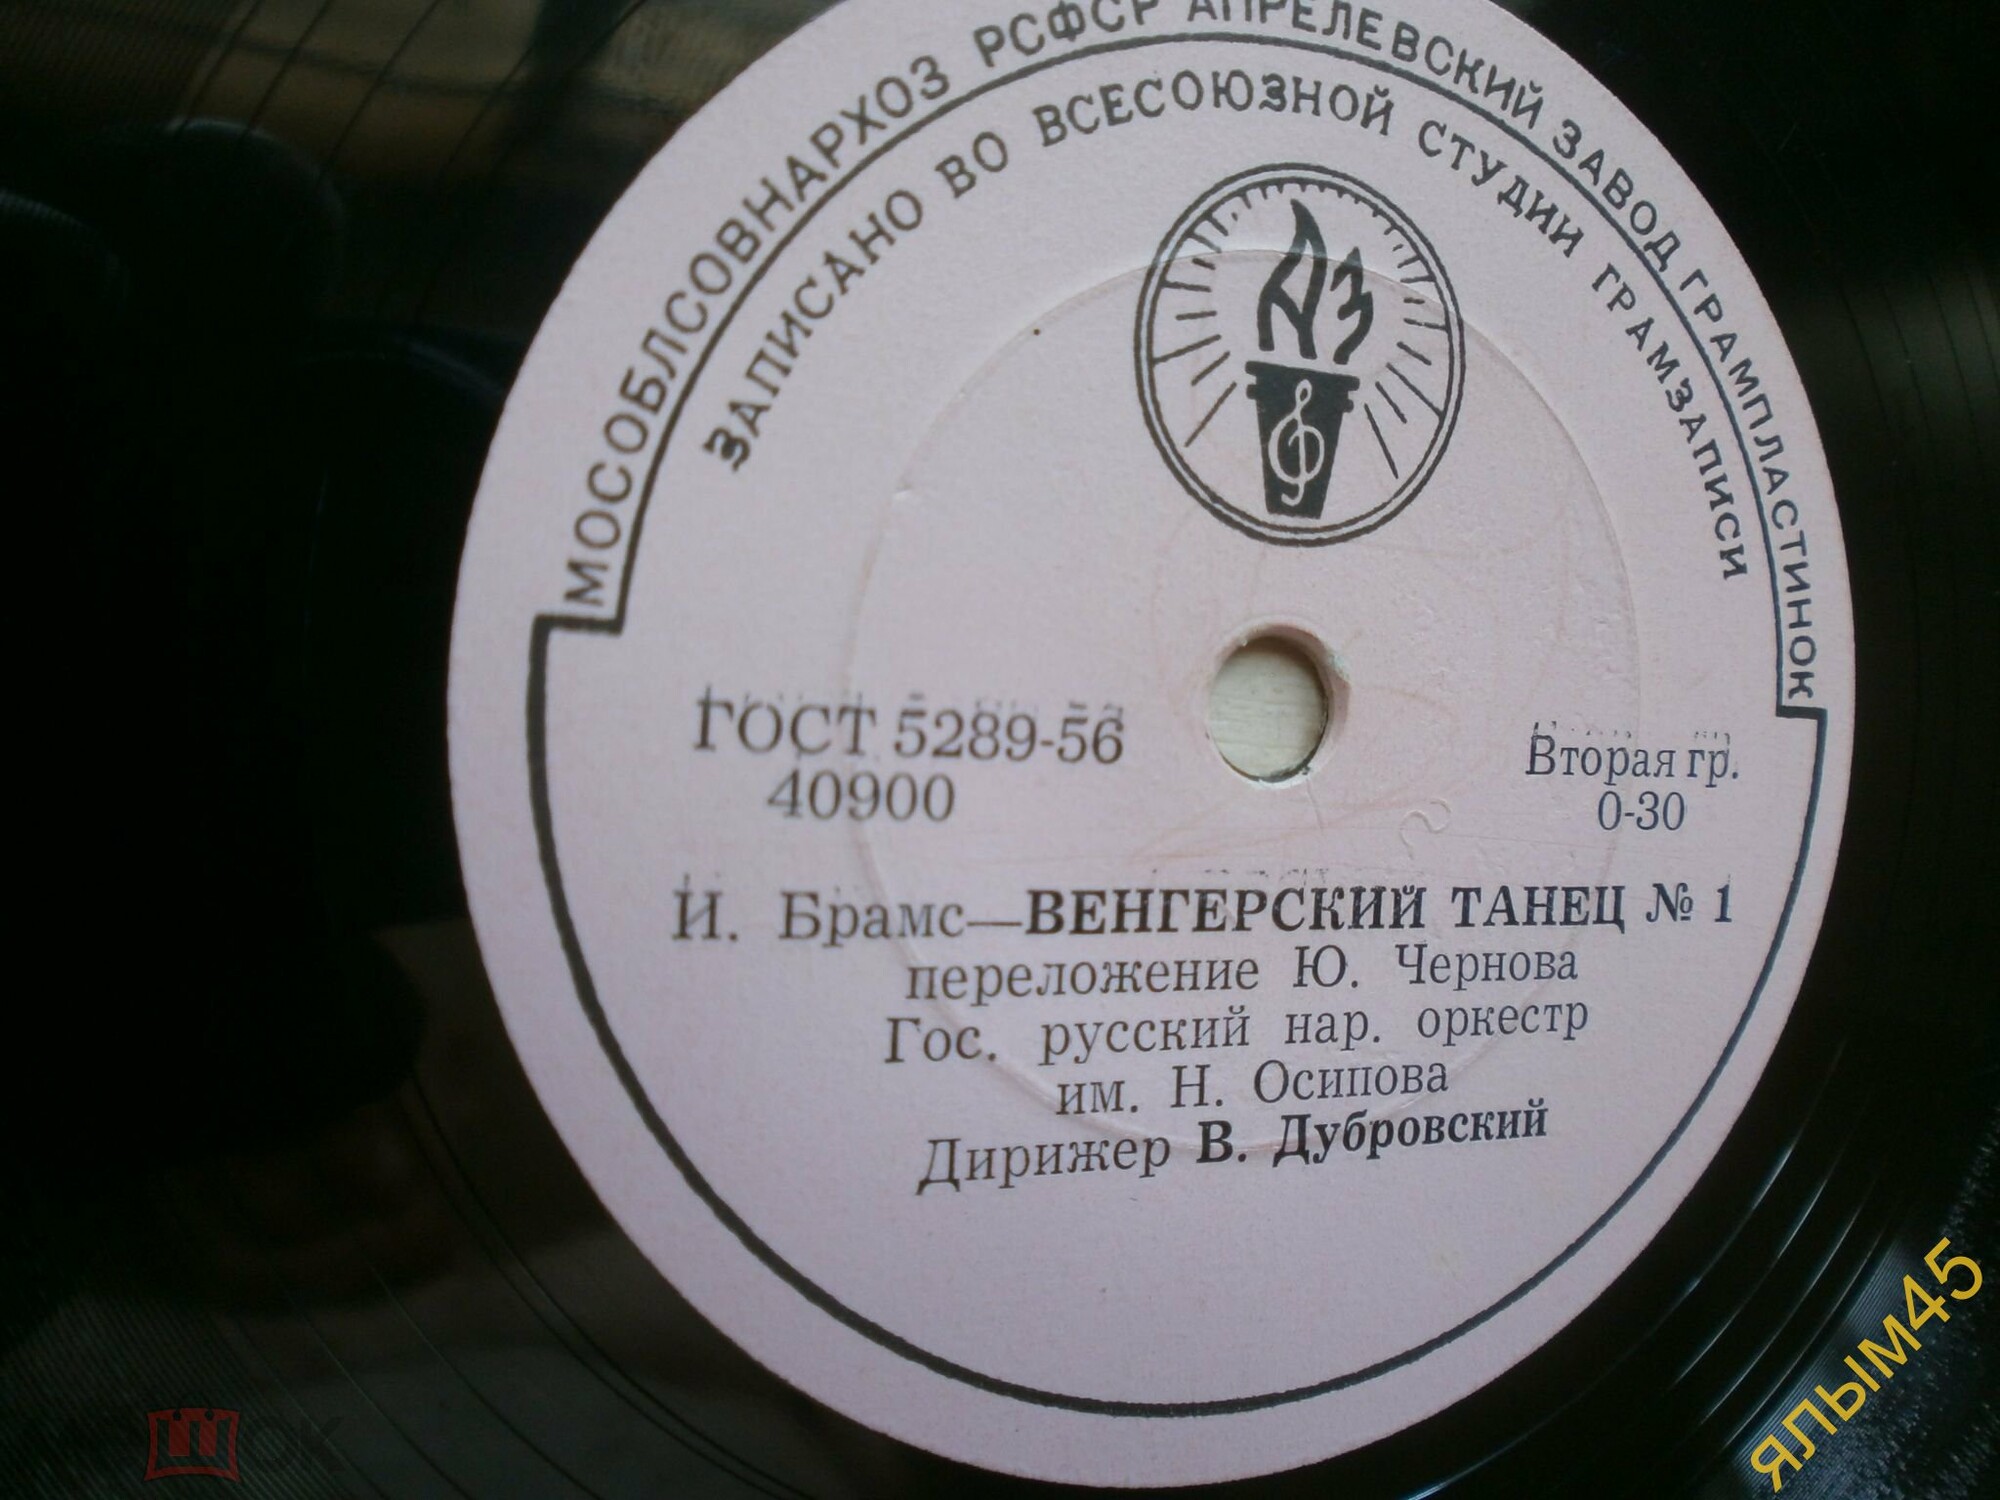 МОСОБЛСОВНАРХОЗ РСФСР АПРЕЛЕВСКИЙ ЗАВОД ГРАМПЛАСТИНОК
ЗАПИСАНО ВО ВСЕСОЮЗНОЙ СТУДИИ ГРАМЗАПИСИ
АЗ
ГОСТ 5289-56
40900
Вторая гр.
0-30
И. Брамс—ВЕНГЕРСКИЙ ТАНЕЦ № 1
переложение Ю. Чернова
Гос. русский нар. оркестр
им. Н. Осипова
Дирижер В. Дубровский
ялым45